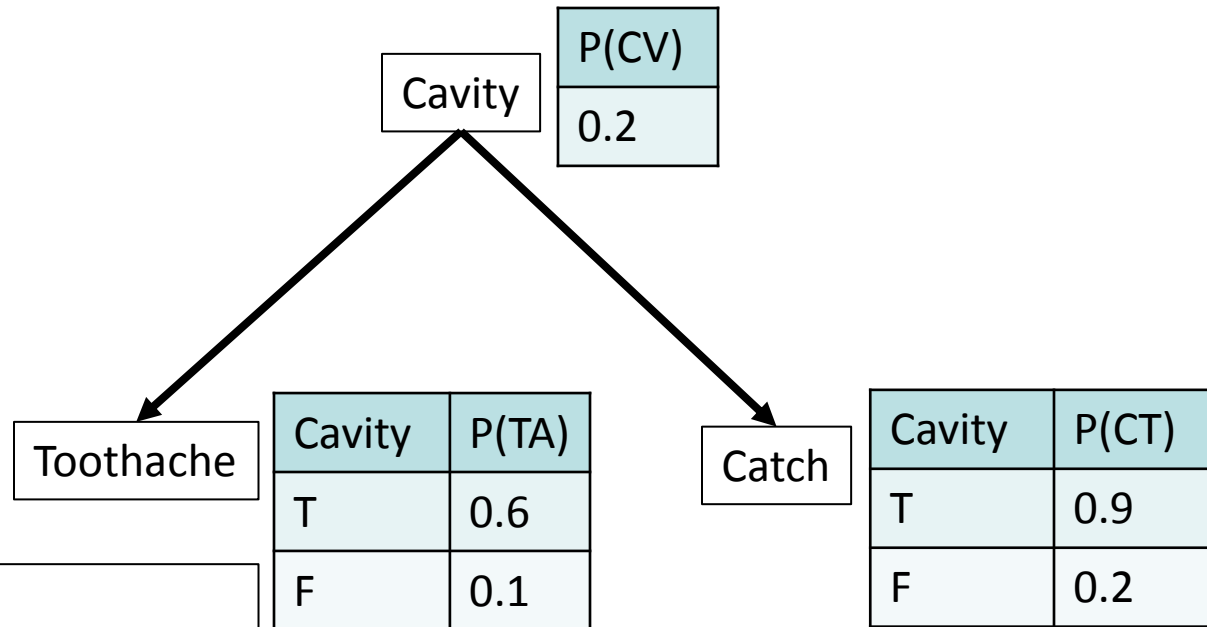 P(CV)
Cavity
0.2
Toothache
Cavity P(TA)
T 0.6
F 0.1
Catch
Cavity P(CT)
T 0.9
F 0.2